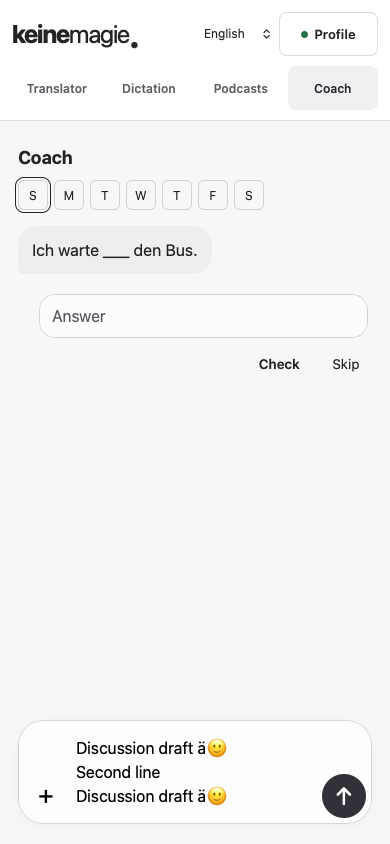 keinemagie.
English
Profile
Translator Dictation Podcasts Coach
Coach
S M T W T F S
Ich warte ____ den Bus.
Answer
Check Skip
Discussion draft ä🙂
Second line
Discussion draft ä🙂